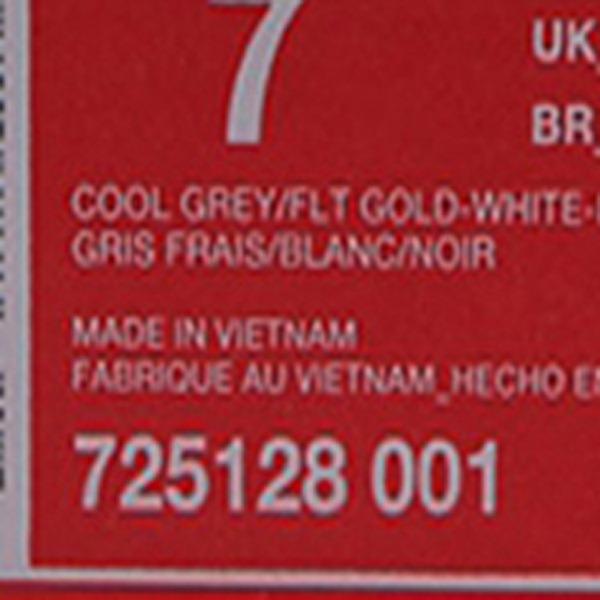 7
UK
BR
COOL GREY/FLT GOLD-WHITE-
GRIS FRAIS/BLANC/NOIR
MADE IN VIETNAM
FABRIQUE AU VIETNAM_HECHO EN
725128 001